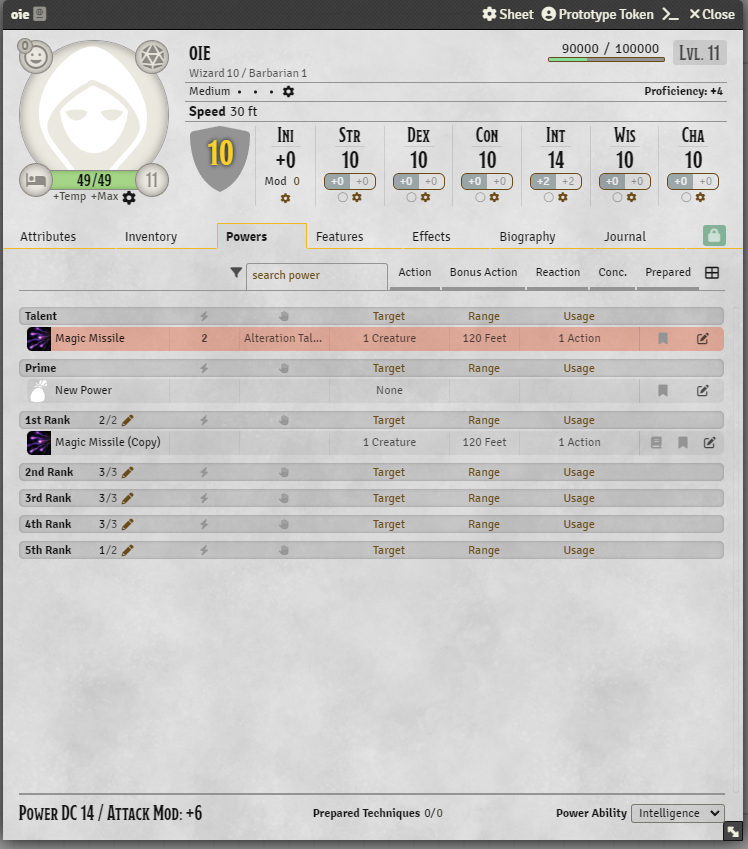 oie Sheet Prototype Token Close
0
OIE 90000 / 100000 LVL. 11
Wizard 10 / Barbarian 1
Medium • • • Proficiency: +4
Speed 30 ft
10 INI STR DEX CON INT WIS CHA
+0 10 10 10 14 10 10
49/49 11 Mod 0 +0 +0 +0 +0 +0 +0 +2 +2 +0 +0 +0 +0
+Temp +Max
Attributes Inventory Powers Features Effects Biography Journal
search power Action Bonus Action Reaction Conc. Prepared
Talent Target Range Usage
Magic Missile 2 Alteration Tal... 1 Creature 120 Feet 1 Action
Prime Target Range Usage
New Power None
1st Rank 2/2 Target Range Usage
Magic Missile (Copy) 1 Creature 120 Feet 1 Action
2nd Rank 3/3 Target Range Usage
3rd Rank 3/3 Target Range Usage
4th Rank 3/3 Target Range Usage
5th Rank 1/2 Target Range Usage
POWER DC 14 / ATTACK MOD: +6 Prepared Techniques 0/0 Power Ability Intelligence